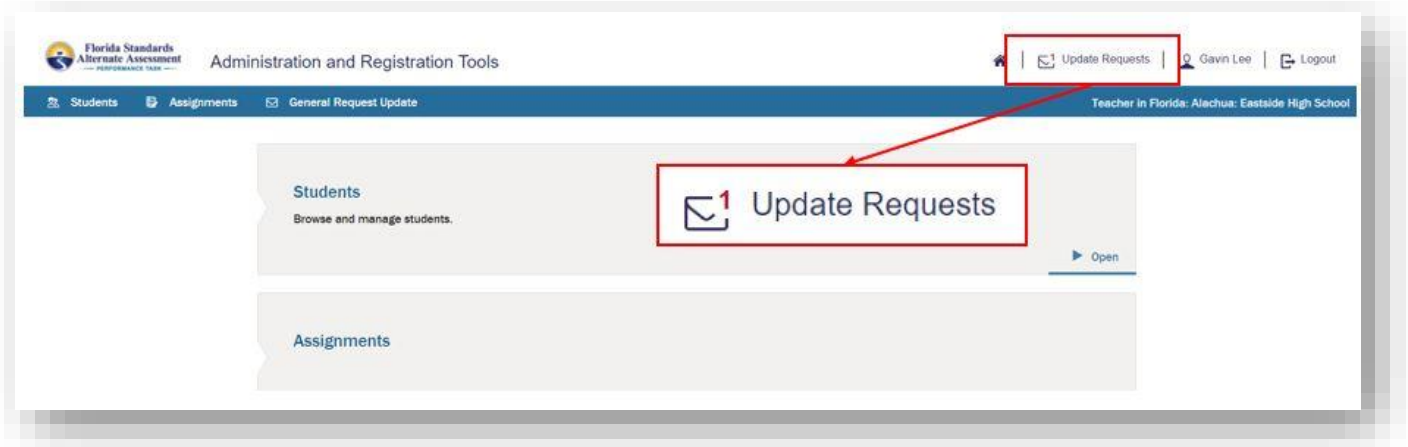 Florida Standards
Alternate Assessment
PERFORMANCE TASK
Administration and Registration Tools
1 Update Requests
Gavin Lee
Logout
Students
Assignments
General Request Update
Teacher in Florida: Alachua: Eastside High School
Students
Browse and manage students.
1 Update Requests
Open
Assignments